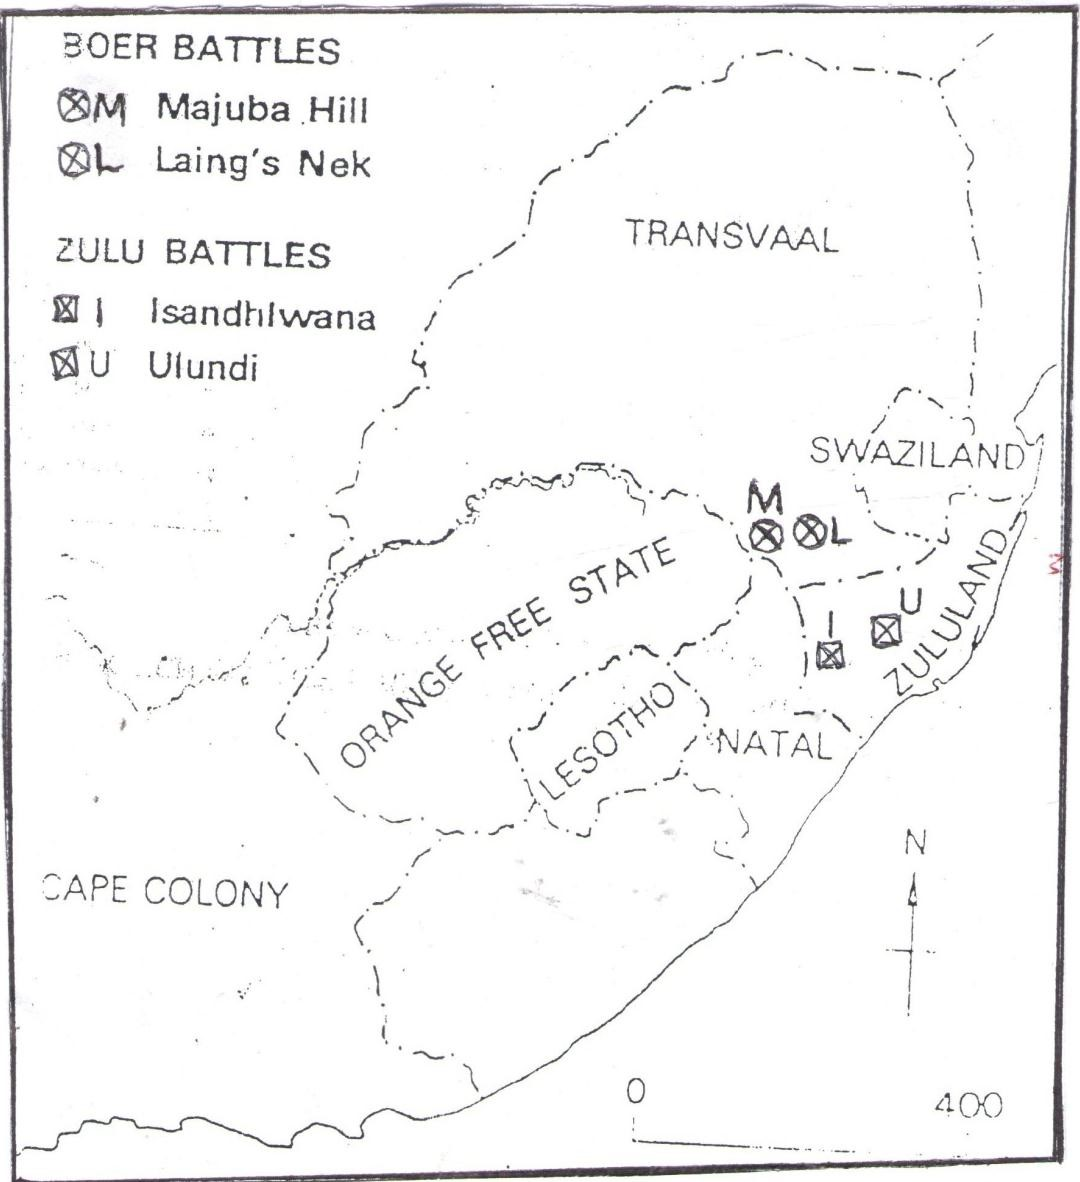 BOER BATTLES
M Majuba Hill
L Laing's Nek
ZULU BATTLES
I Isandhlwana
U Ulundi
TRANSVAAL
SWAZILAND
M
L
ORANGE FREE STATE
U
I
ZULULAND
LESOTHO
NATAL
N
CAPE COLONY
0
400